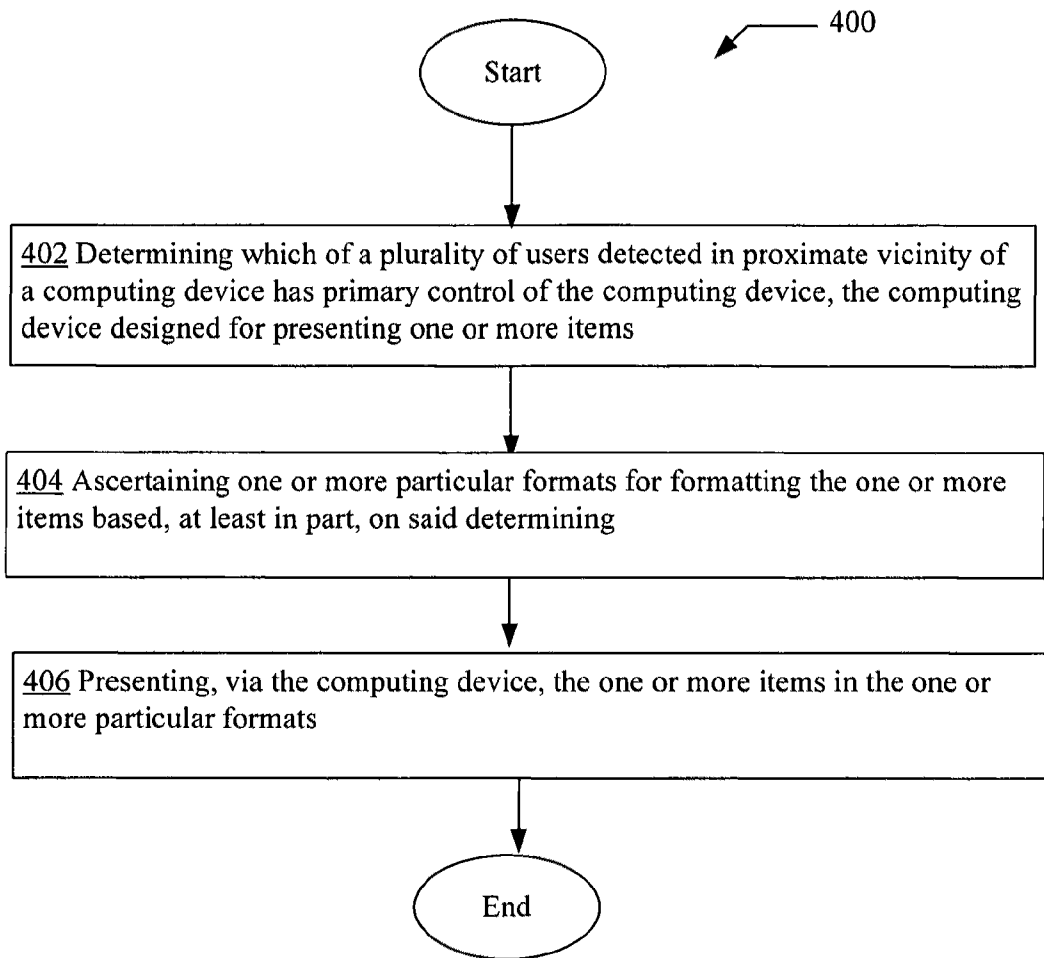 400
Start
402 Determining which of a plurality of users detected in proximate vicinity of
a computing device has primary control of the computing device, the computing
device designed for presenting one or more items
404 Ascertaining one or more particular formats for formatting the one or more
items based, at least in part, on said determining
406 Presenting, via the computing device, the one or more items in the one or
more particular formats
End